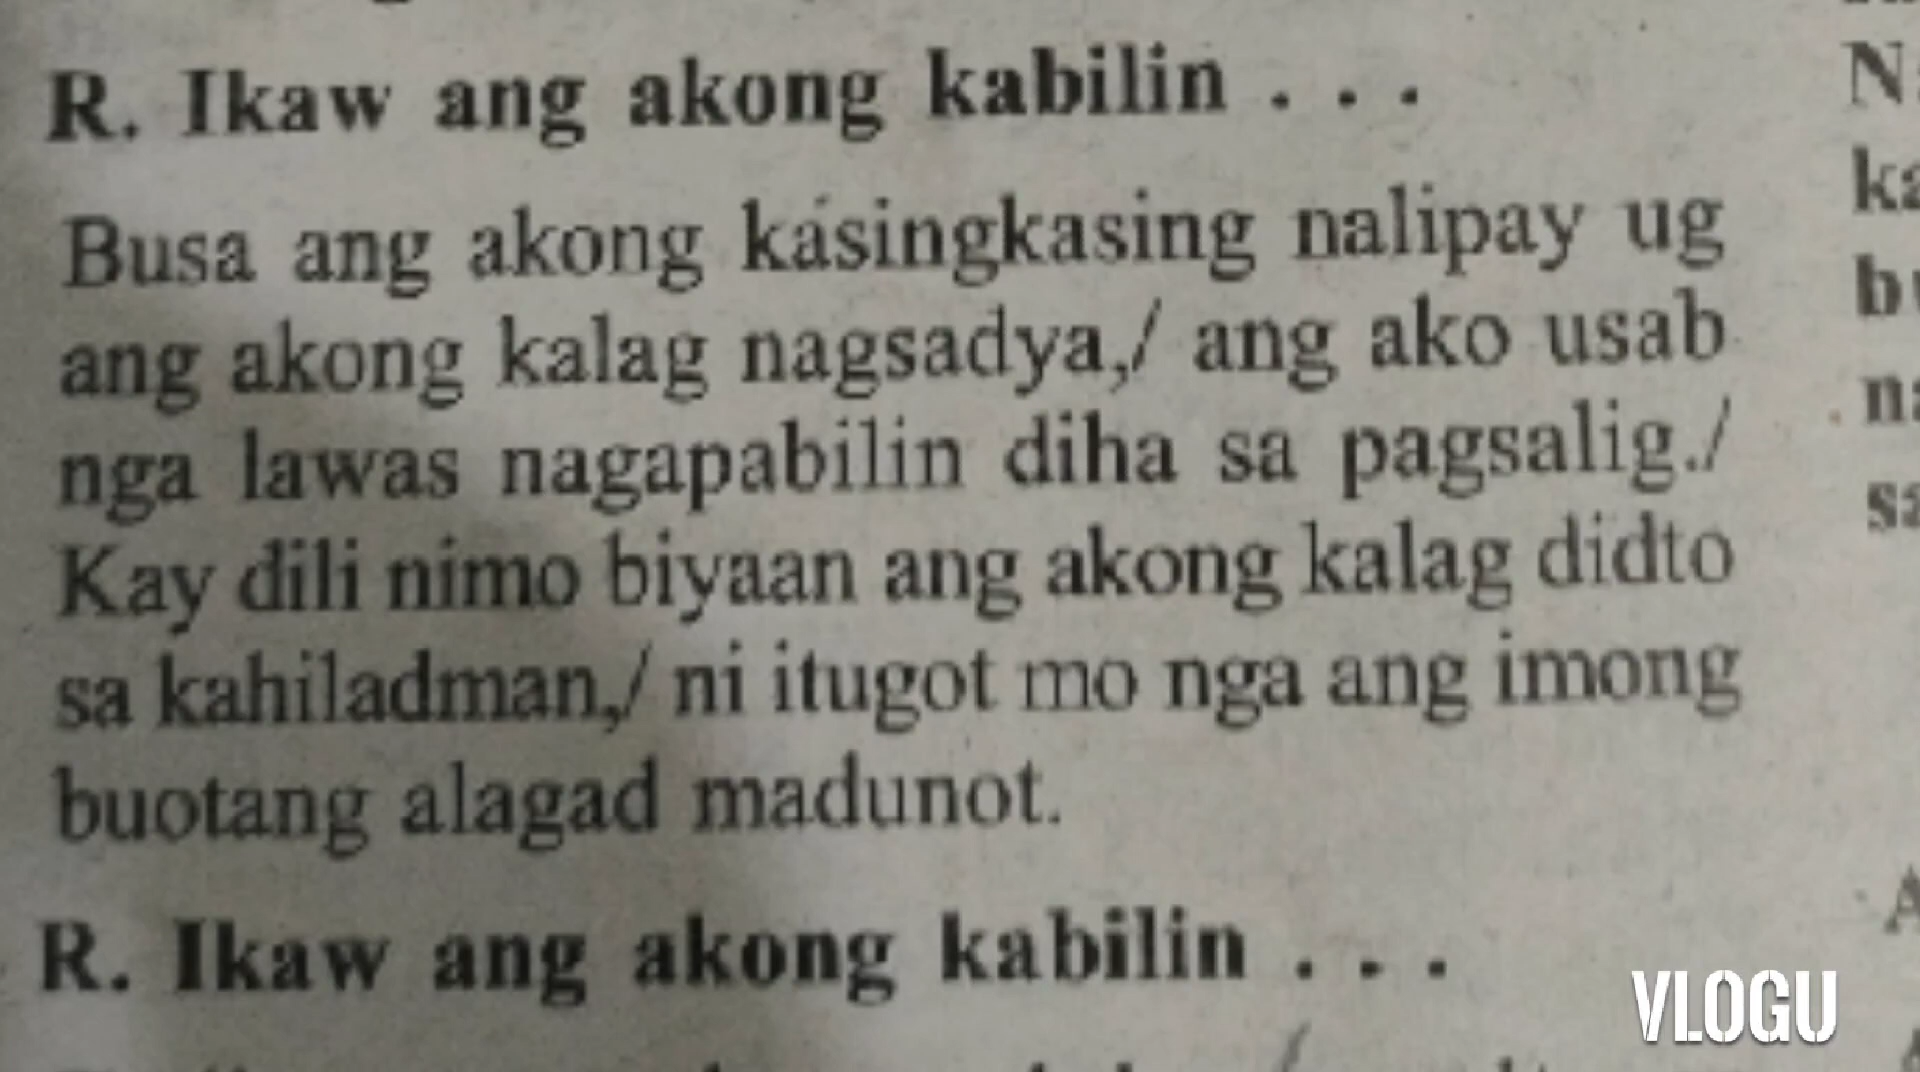 R. Ikaw ang akong kabilin . . .
Busa ang akong kasingkasing nalipay ug
ang akong kalag nagsadya,/ ang ako usab
nga lawas nagapabilin diha sa pagsalig./
Kay dili nimo biyaan ang akong kalag didto
sa kahiladman,/ ni itugot mo nga ang imong
buotang alagad madunot.
R. Ikaw ang akong kabilin . . .
VLOGU